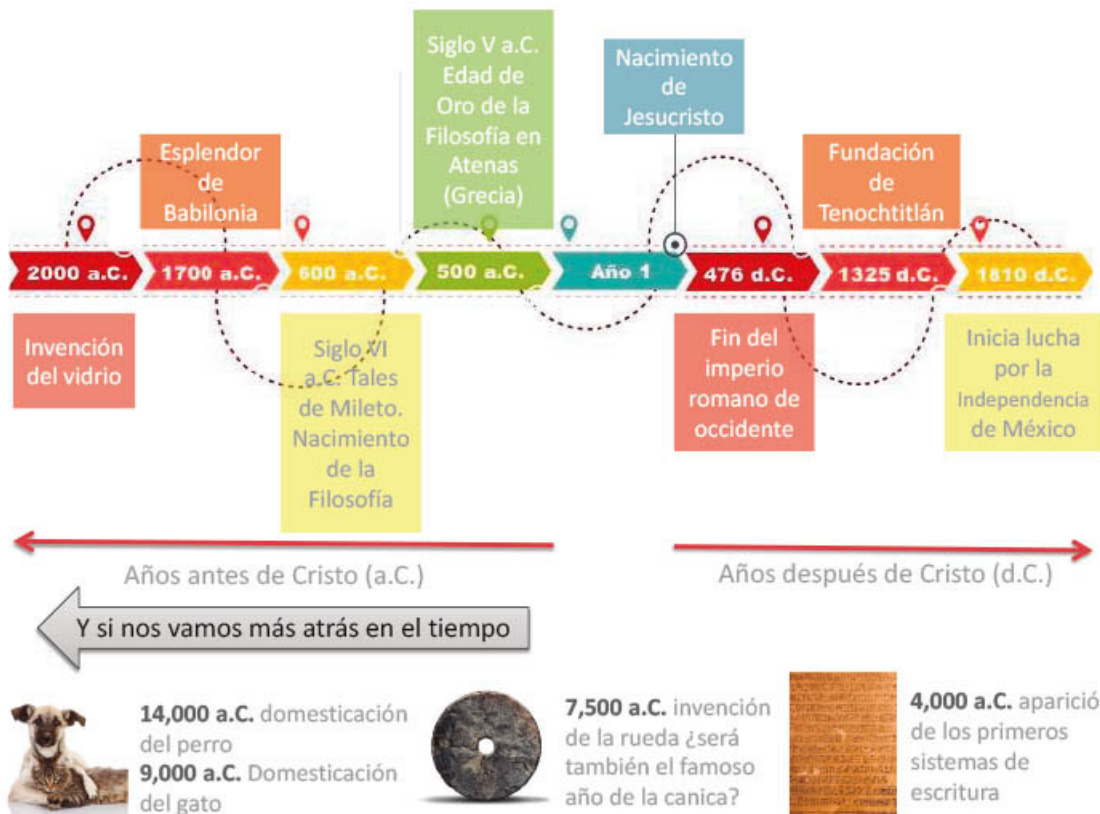 Siglo V a.C.
Edad de
Oro de la
Filosofía en
Atenas
(Grecia)
Nacimiento
de
Jesucristo
Esplendor
de
Babilonia
Fundación
de
Tenochtitlán
2000 a.C.
1700 a.C.
600 a.C.
500 a.C.
Año 1
476 d.C.
1325 d.C.
1810 d.C.
Invención
del vidrio
Siglo VI
a.C: Tales
de Mileto.
Nacimiento
de la
Filosofía
Fin del
imperio
romano de
occidente
Inicia lucha
por la
Independencia
de México
Años antes de Cristo (a.C.)
Años después de Cristo (d.C.)
Y si nos vamos más atrás en el tiempo
14,000 a.C. domesticación
del perro
9,000 a.C. Domesticación
del gato
7,500 a.C. invención
de la rueda ¿será
también el famoso
año de la canica?
4,000 a.C. aparició
de los primeros
sistemas de
escritura